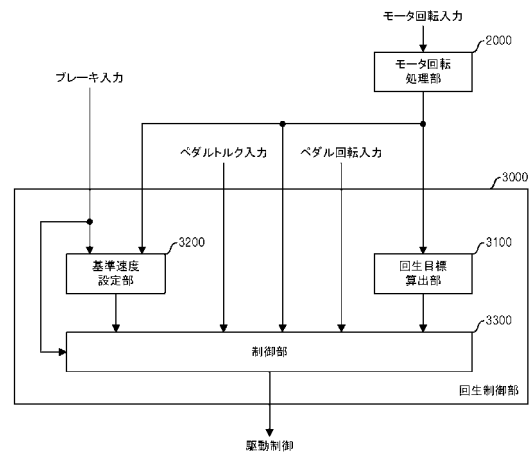 モータ回転入力
2000
モータ回転
処理部
ブレーキ入力
ペダルトルク入力
ペダル回転入力
3000
3200
基準速度
設定部
3100
回生目標
算出部
3300
制御部
回生制御部
駆動制御